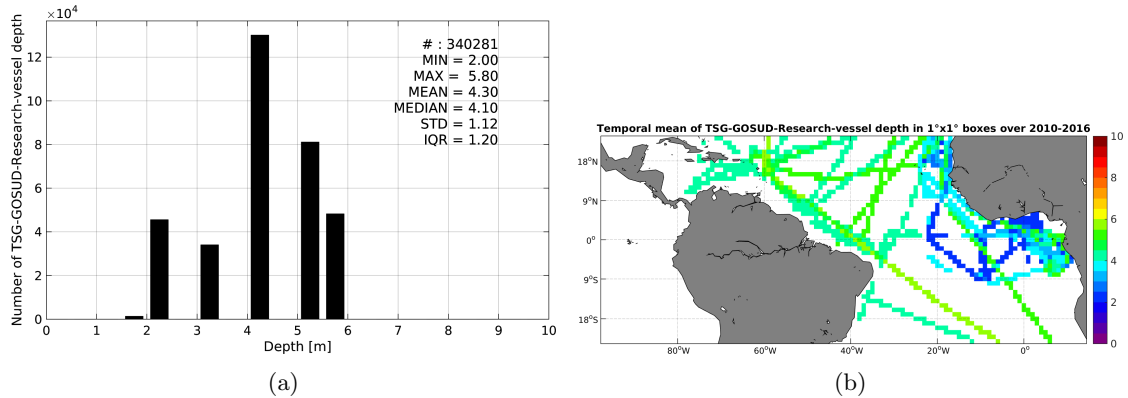 ×10⁴
Number of TSG-GOSUD-Research-vessel depth
12
10
8
6
4
2
0
0 1 2 3 4 5 6 7 8 9 10
Depth [m]
# : 340281
MIN = 2.00
MAX = 5.80
MEAN = 4.30
MEDIAN = 4.10
STD = 1.12
IQR = 1.20
(a)
Temporal mean of TSG-GOSUD-Research-vessel depth in 1°x1° boxes over 2010-2016
18°N
9°N
0°
9°S
18°S
80°W 60°W 40°W 20°W 0°
10
8
6
4
2
0
(b)